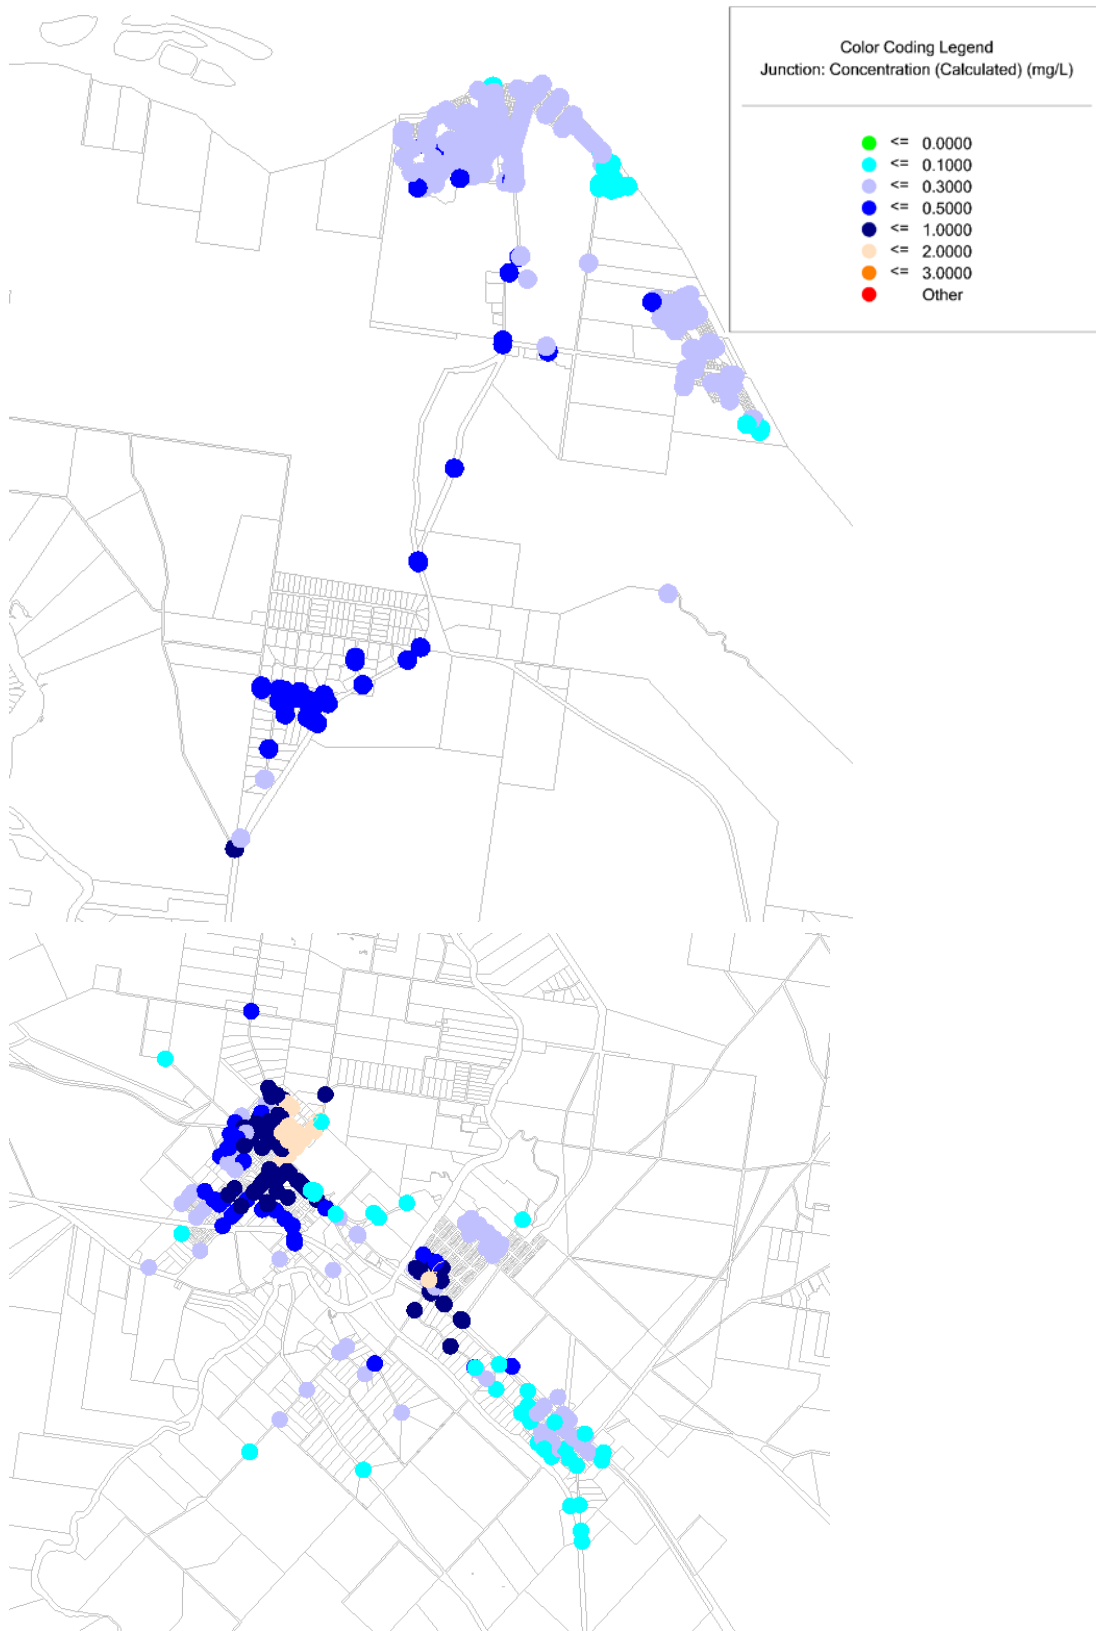 Color Coding Legend
Junction: Concentration (Calculated) (mg/L)
<= 0.0000
<= 0.1000
<= 0.3000
<= 0.5000
<= 1.0000
<= 2.0000
<= 3.0000
Other